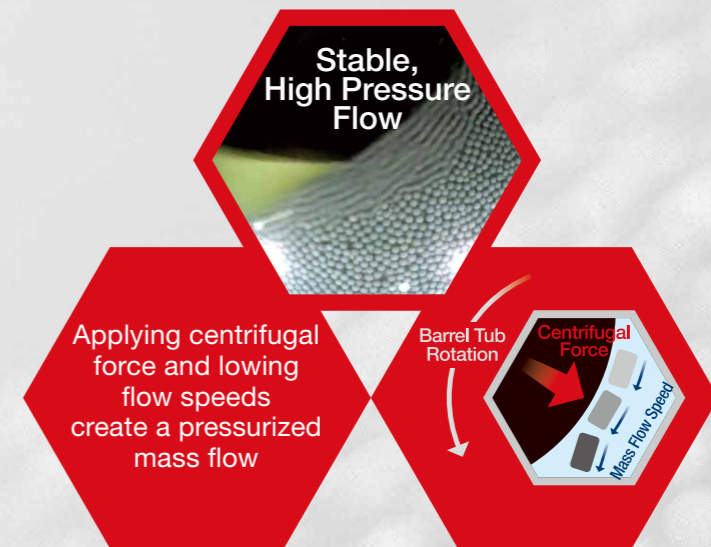 Stable,
High Pressure
Flow
Applying centrifugal
force and lowing
flow speeds
create a pressurized
mass flow
Barrel Tub
Rotation
Centrifugal
Force
Mass Flow Speed